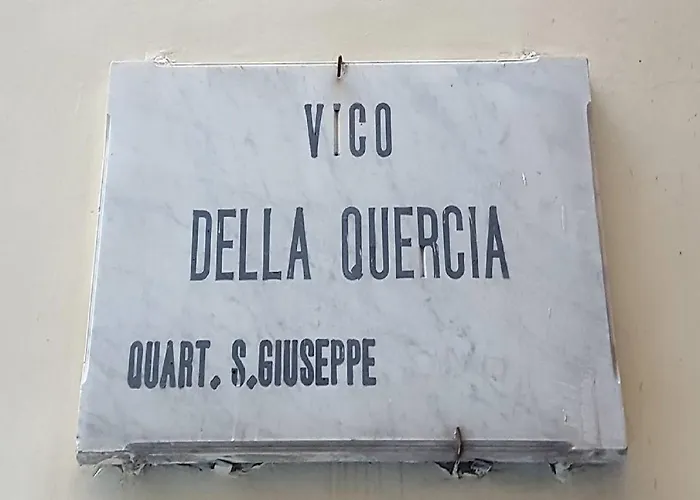 VICO
DELLA QUERCIA
QUART. S.GIUSEPPE